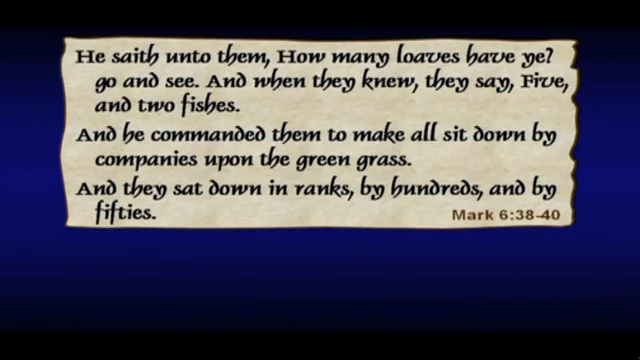 He saith unto them, How many loaves have ye?
go and see. And when they knew, they say, Five,
and two fishes.
And he commanded them to make all sit down by
companies upon the green grass.
And they sat down in ranks, by hundreds, and by
fifties.
Mark 6:38-40